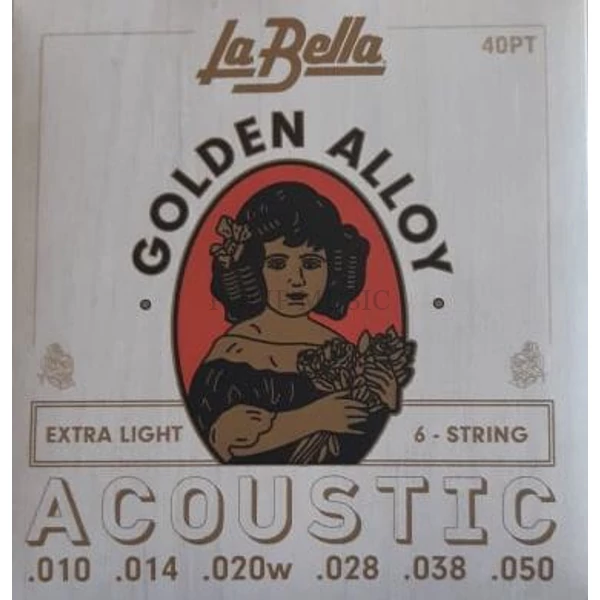 La Bella
40PT
GOLDEN ALLOY
EXTRA LIGHT
6 - STRING
ACOUSTIC
.010 .014 .020w .028 .038 .050